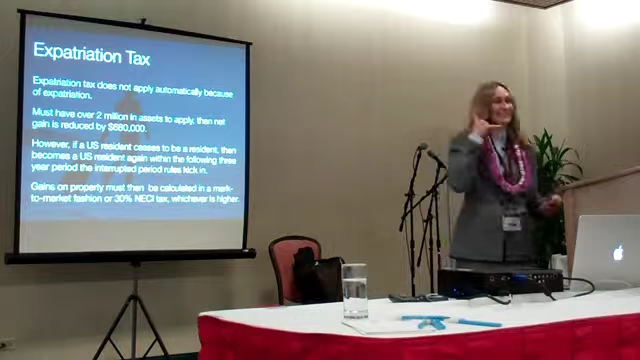 Expatriation Tax
Expatriation tax does not apply automatically because
of expatriation.
Must have over 2 million in assets to apply, then net
gain is reduced by $680,000.
However, if a US resident ceases to be a resident, then
becomes a US resident again within the following three
year period the interrupted period rules kick in.
Gains on property must then be calculated in a mark-
to-market fashion or 30% NECI tax, whichever is higher.